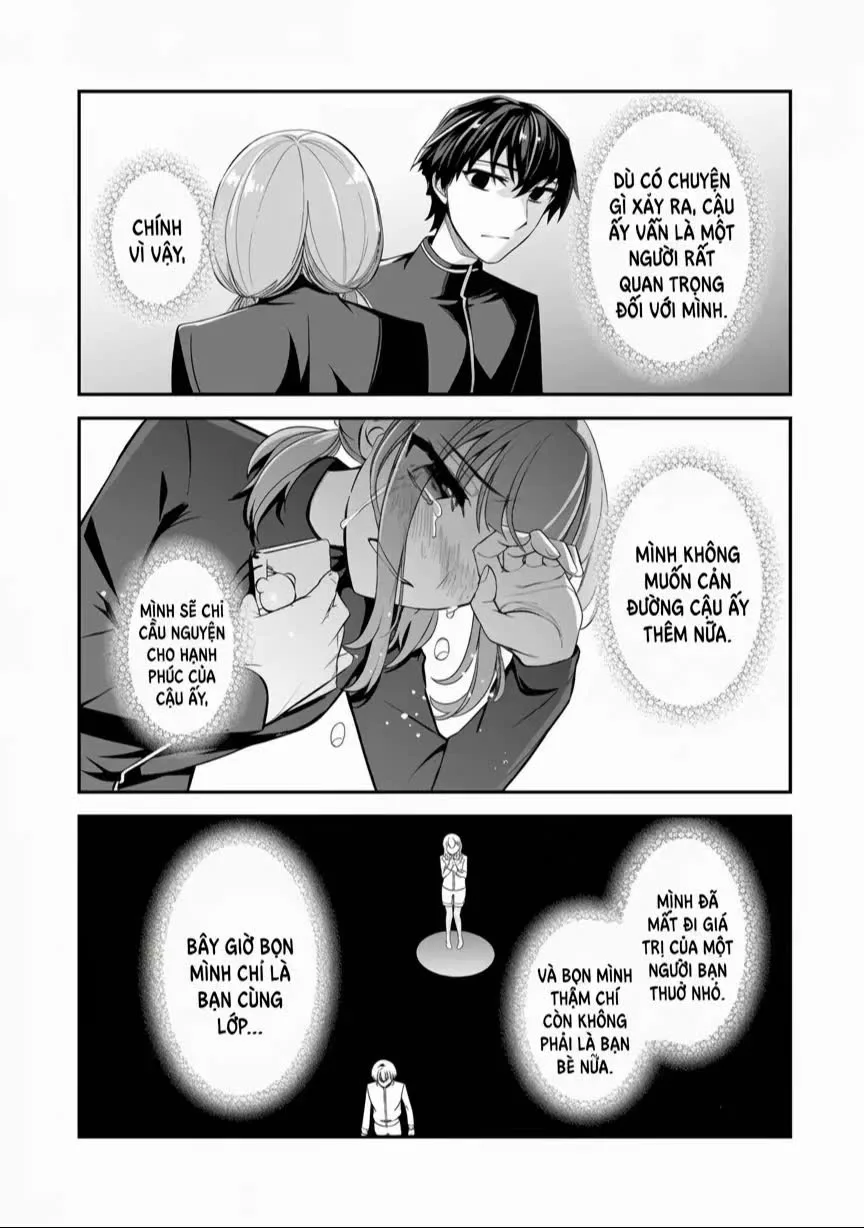 DÙ CÓ CHUYỆN
GÌ XẢY RA, CẬU
ẤY VẪN LÀ MỘT
NGƯỜI RẤT
QUAN TRỌNG
ĐỐI VỚI MÌNH.
CHÍNH
VÌ VẬY,
MÌNH KHÔNG
MUỐN CẢN
ĐƯỜNG CẬU ẤY
THÊM NỮA.
MÌNH SẼ CHỈ
CẦU NGUYỆN
CHO HẠNH
PHÚC CỦA
CẬU ẤY,
MÌNH ĐÃ
MẤT ĐI GIÁ
TRỊ CỦA MỘT
NGƯỜI BẠN
THUỞ NHỎ.
VÀ BỌN MÌNH
THẬM CHÍ
CÒN KHÔNG
PHẢI LÀ BẠN
BÈ NỮA.
BÂY GIỜ BỌN
MÌNH CHỈ LÀ
BẠN CÙNG
LỚP...